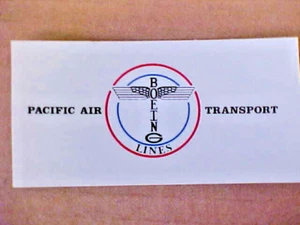 PACIFIC AIR TRANSPORT
BOEING
LINES